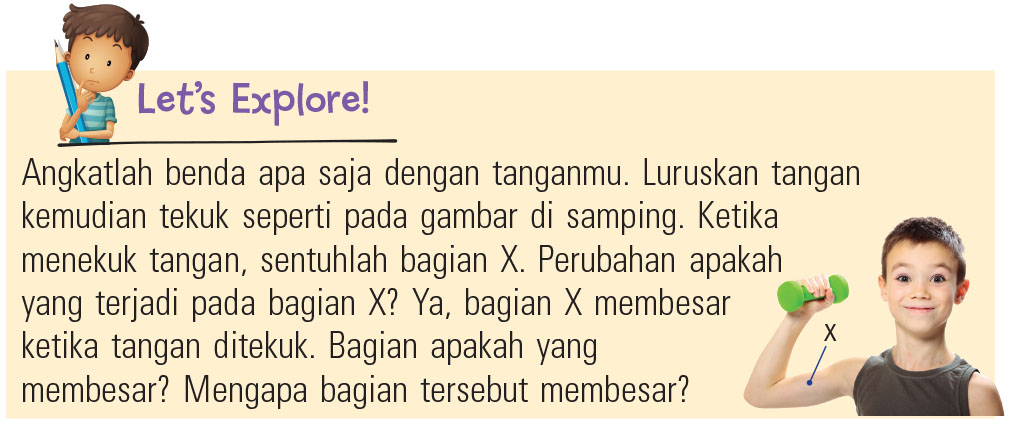 Let's Explore!
Angkatlah benda apa saja dengan tanganmu. Luruskan tangan
kemudian tekuk seperti pada gambar di samping. Ketika
menekuk tangan, sentuhlah bagian X. Perubahan apakah
yang terjadi pada bagian X? Ya, bagian X membesar
ketika tangan ditekuk. Bagian apakah yang
membesar? Mengapa bagian tersebut membesar?
X